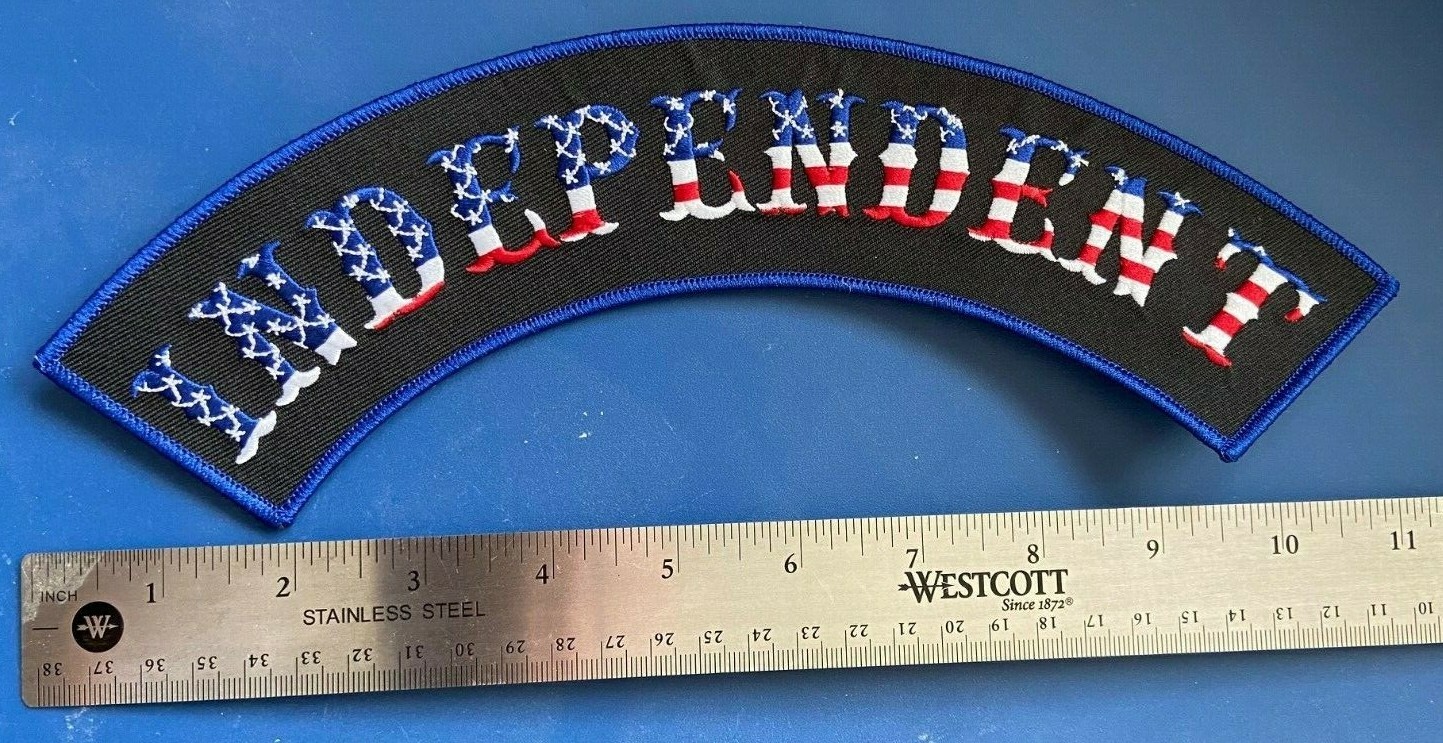 INDEPENDENT
1 2 3 4 5 6 7 8 9 10 11
INCH
WESTCOTT
STAINLESS STEEL
Since 1872®
W
38 37 36 35 34 33 32 31 30 29 28 27 26 25 24 23 22 21 20 19 18 17 16 15 14 13 12 11 10